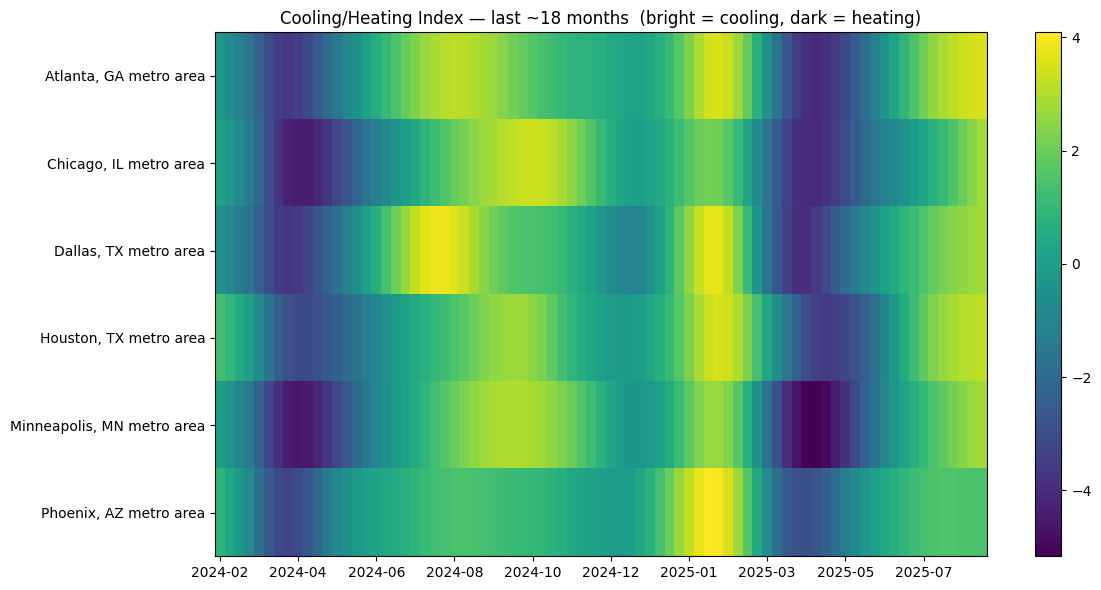 Cooling/Heating Index — last ~18 months  (bright = cooling, dark = heating)
Atlanta, GA metro area
Chicago, IL metro area
Dallas, TX metro area
Houston, TX metro area
Minneapolis, MN metro area
Phoenix, AZ metro area
2024-02 2024-04 2024-06 2024-08 2024-10 2024-12 2025-01 2025-03 2025-05 2025-07
4
2
0
−2
−4